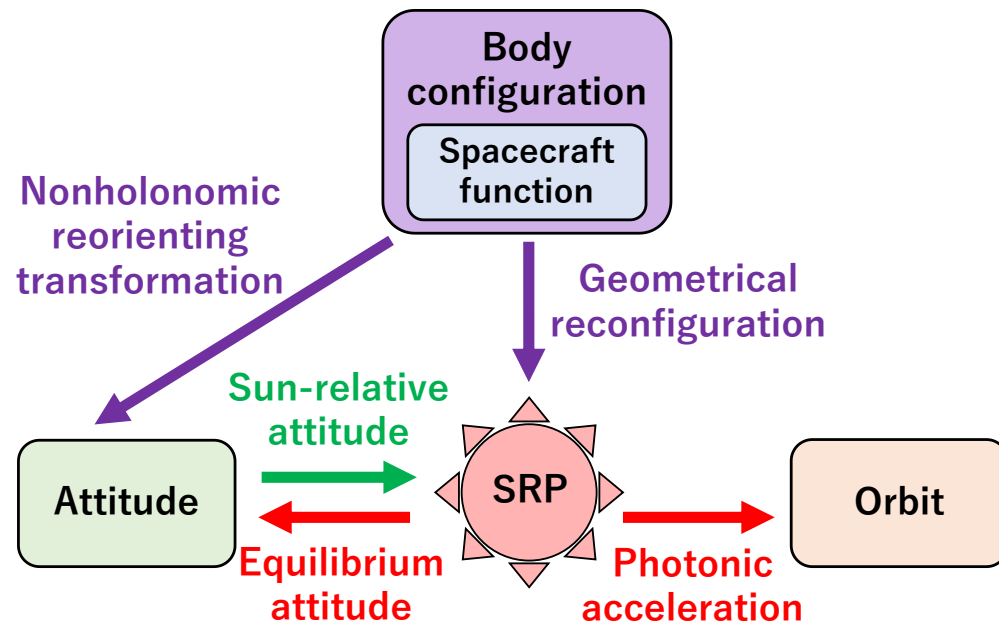 Body
configuration
Spacecraft
function
Nonholonomic
reorienting
transformation
Geometrical
reconfiguration
Sun-relative
attitude
Attitude
SRP
Orbit
Equilibrium
attitude
Photonic
acceleration